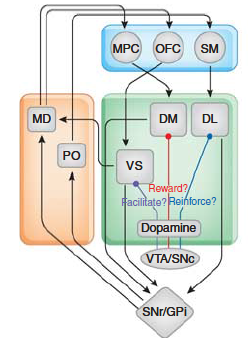 MPC OFC SM
MD DM DL
PO
VS
Reward?
Facilitate? Reinforce?
Dopamine
VTA/SNc
SNr/GPi